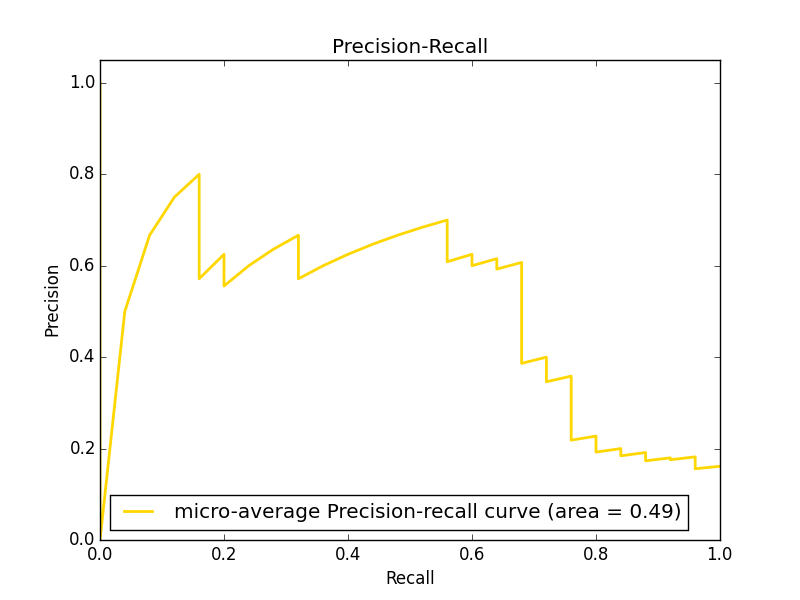 Precision-Recall
Precision
1.0
0.8
0.6
0.4
0.2
0.0
micro-average Precision-recall curve (area = 0.49)
0.0 0.2 0.4 0.6 0.8 1.0
Recall